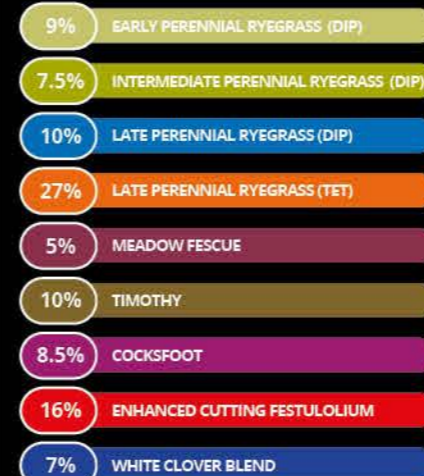 9% EARLY PERENNIAL RYEGRASS (DIP)
7.5% INTERMEDIATE PERENNIAL RYEGRASS (DIP)
10% LATE PERENNIAL RYEGRASS (DIP)
27% LATE PERENNIAL RYEGRASS (TET)
5% MEADOW FESCUE
10% TIMOTHY
8.5% COCKSFOOT
16% ENHANCED CUTTING FESTULOLIUM
7% WHITE CLOVER BLEND